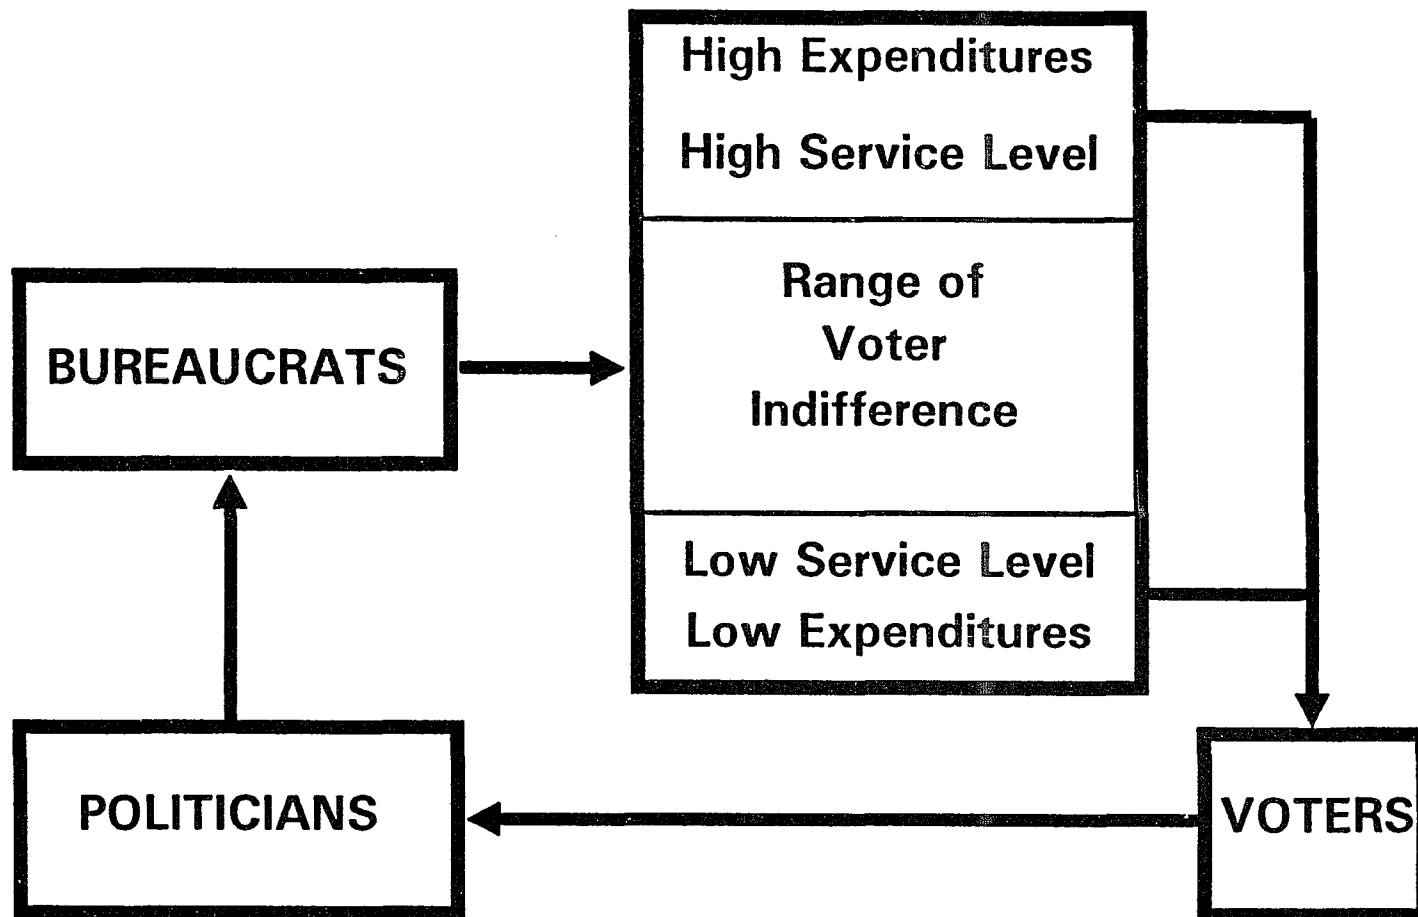 High Expenditures
High Service Level
Range of
Voter
Indifference
BUREAUCRATS
Low Service Level
Low Expenditures
POLITICIANS
VOTERS